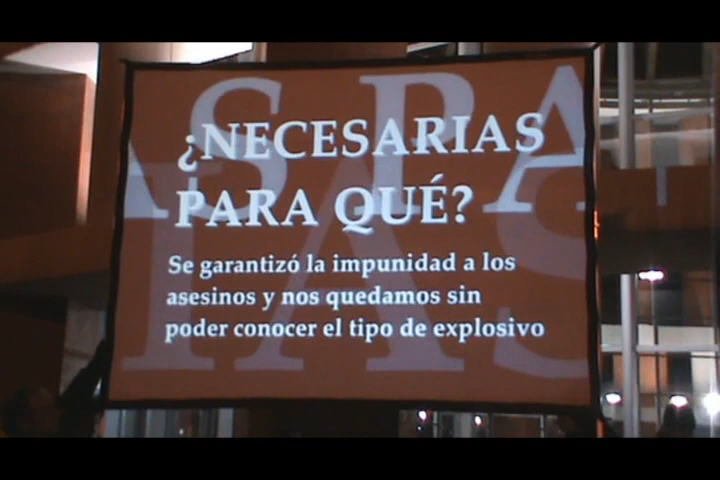 ¿NECESARIAS
PARA QUÉ?
Se garantizó la impunidad a los
asesinos y nos quedamos sin
poder conocer el tipo de explosivo